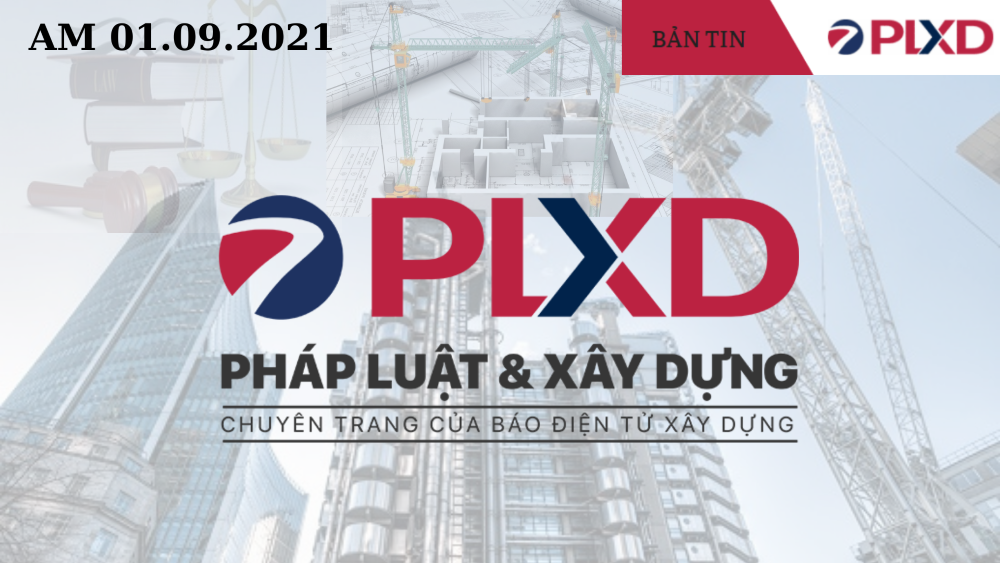 AM 01.09.2021
BẢN TIN
PLXD
PLXD
PHÁP LUẬT & XÂY DỰNG
CHUYÊN TRANG CỦA BÁO ĐIỆN TỬ XÂY DỰNG